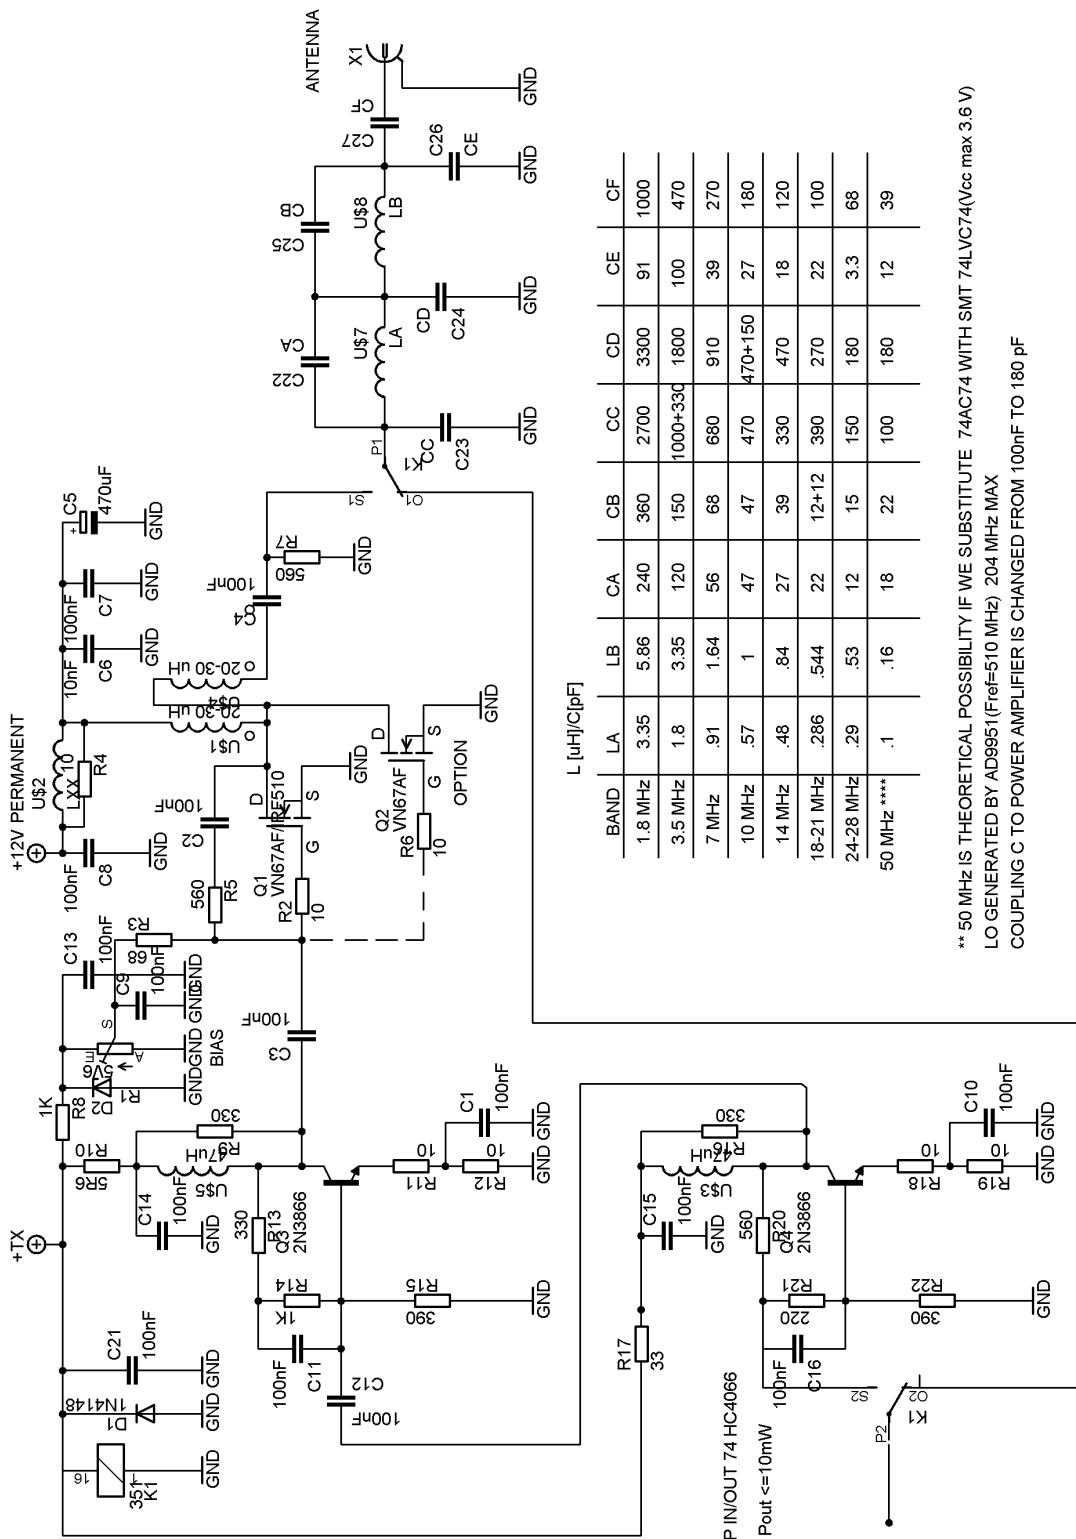 ANTENNA
X1
GND
CF
C27
C26
CE
GND
CB
C25
U$8
LB
CD
C24
GND
CA
C22
U$7
LA
P1
K1
CC
C23
GND
S1
O1
C5
470uF
GND
100nF
C7
GND
10nF
C6
GND
R7
560
GND
100nF
C4
20-30 uH
U$4
20-30 uH
U$1
+12V PERMANENT
U$2
LXX
10
R4
100nF
C8
GND
100nF
C2
560
R5
Q1
VN67AF/IRF510
D
S
G
GND
R2
10
Q2
VN67AF
D
S
G
GND
OPTION
R6
10
C13
100nF
GND
R3
68
C9
100nF
GND
BIAS
S
E
A
GND
5V6
D2
R1
GND
1K
R8
100nF
C3
R10
5R6
330
R9
47uH
U$5
C14
100nF
GND
330
R13
Q3
2N3866
R11
10
R12
10
GND
C1
100nF
GND
R14
1K
R15
390
GND
100nF
C11
C12
100nF
+TX
C21
100nF
GND
1N4148
D1
GND
16
1
351
K1
GND
R17
33
330
R16
47uH
U$3
C15
100nF
GND
560
R20
Q4
2N3866
R18
10
R19
10
GND
C10
100nF
GND
R21
220
R22
390
GND
100nF
C16
S2
O2
P2
K1
P IN/OUT 74 HC4066
Pout <=10mW
L [uH]/C[pF]
BAND LA LB CA CB CC CD CE CF
1.8 MHz 3.35 5.86 240 360 2700 3300 91 1000
3.5 MHz 1.8 3.35 120 150 1000+330 1800 100 470
7 MHz .91 1.64 56 68 680 910 39 270
10 MHz .57 1 47 47 470 470+150 27 180
14 MHz .48 .84 27 39 330 470 18 120
18-21 MHz .286 .544 22 12+12 390 270 22 100
24-28 MHz .29 .53 12 15 150 180 3.3 68
50 MHz **** .1 .16 18 22 100 180 12 39
** 50 MHz IS THEORETICAL POSSIBILITY IF WE SUBSTITUTE 74AC74 WITH SMT 74LVC74(Vcc max 3.6 V)
LO GENERATED BY AD9951(Fref=510 MHz) 204 MHz MAX
COUPLING C TO POWER AMPLIFIER IS CHANGED FROM 100nF TO 180 pF